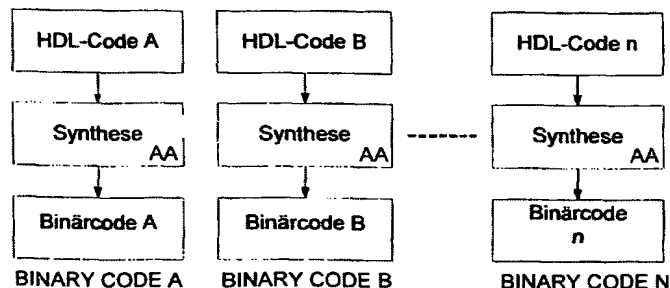 HDL-Code A
HDL-Code B
HDL-Code n
Synthese
AA
Synthese
AA
Synthese
AA
Binärcode A
Binärcode B
Binärcode
n
BINARY CODE A
BINARY CODE B
BINARY CODE N